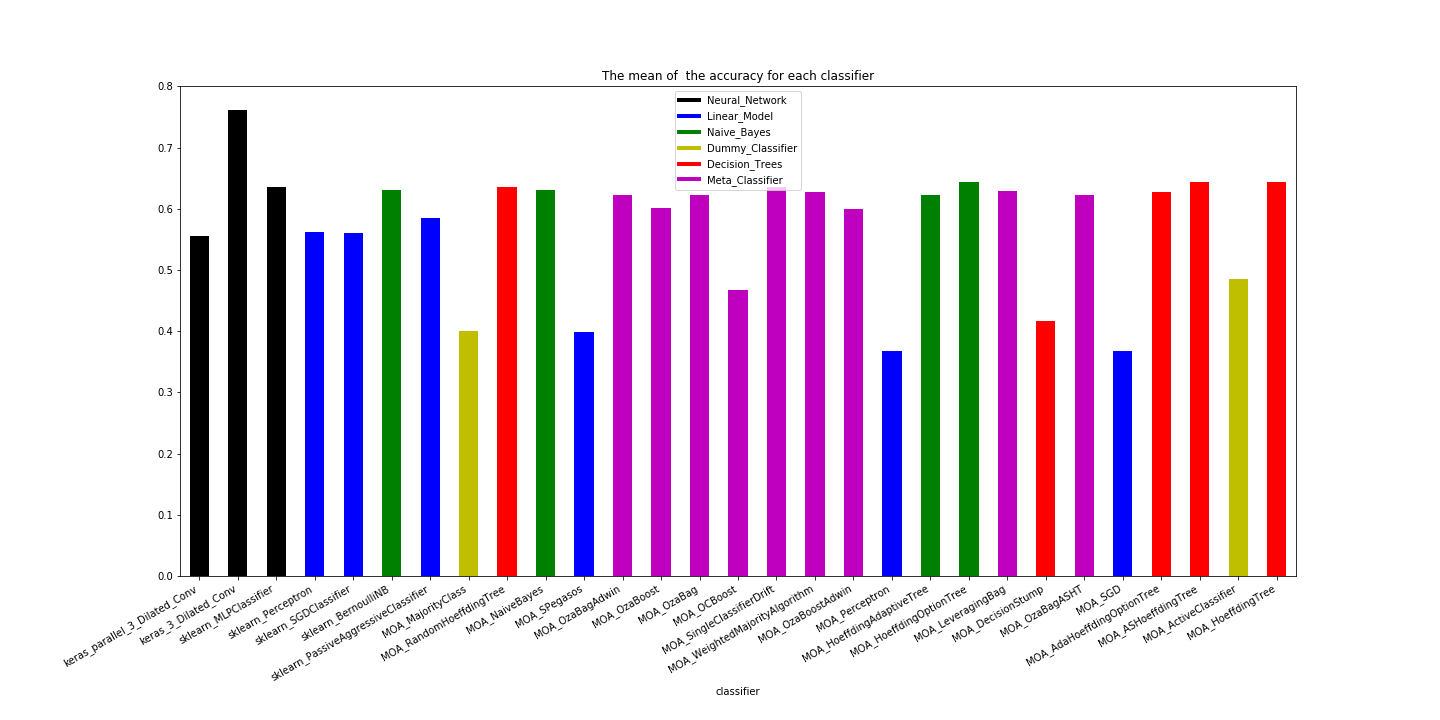 The mean of  the accuracy for each classifier
0.8
0.7
0.6
0.5
0.4
0.3
0.2
0.1
0.0
Neural_Network
Linear_Model
Naive_Bayes
Dummy_Classifier
Decision_Trees
Meta_Classifier
keras_parallel_3_Dilated_Conv
keras_3_Dilated_Conv
sklearn_MLPClassifier
sklearn_Perceptron
sklearn_SGDClassifier
sklearn_BernoulliNB
sklearn_PassiveAggressiveClassifier
MOA_MajorityClass
MOA_RandomHoeffdingTree
MOA_NaiveBayes
MOA_SPegasos
MOA_OzaBagAdwin
MOA_OzaBoost
MOA_OzaBag
MOA_OCBoost
MOA_SingleClassifierDrift
MOA_WeightedMajorityAlgorithm
MOA_OzaBoostAdwin
MOA_Perceptron
MOA_HoeffdingAdaptiveTree
MOA_HoeffdingOptionTree
MOA_LeveragingBag
MOA_DecisionStump
MOA_OzaBagASHT
MOA_SGD
MOA_AdaHoeffdingOptionTree
MOA_ASHoeffdingTree
MOA_ActiveClassifier
MOA_HoeffdingTree
classifier